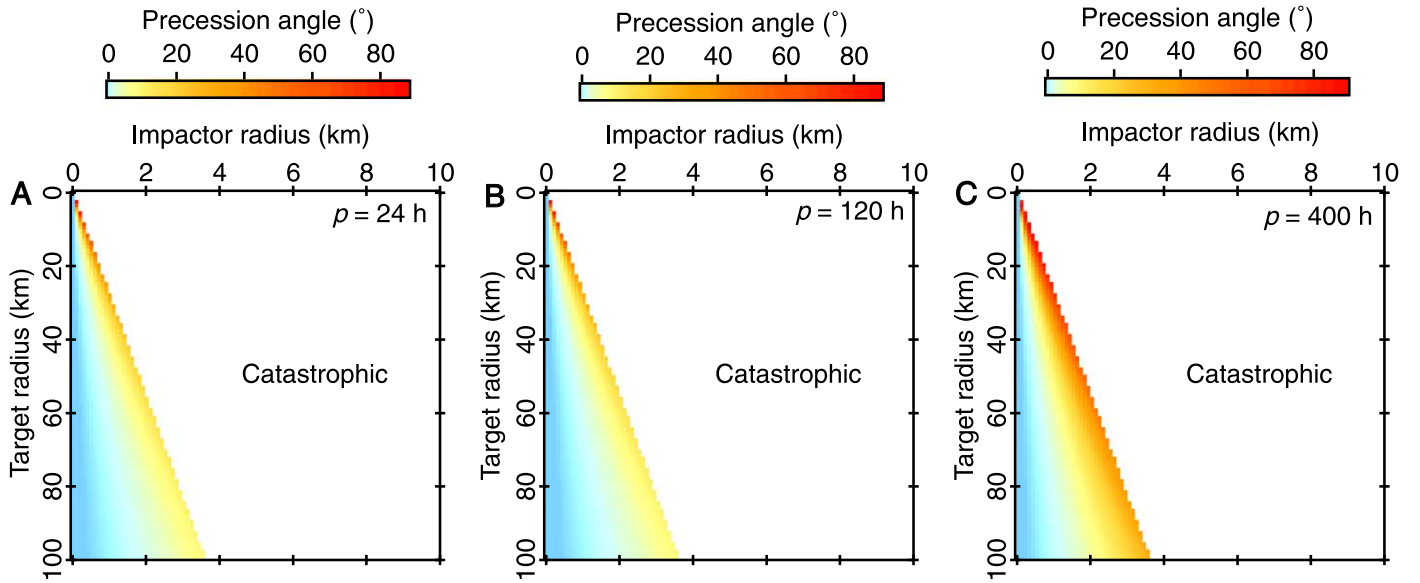 Precession angle (°)
0 20 40 60 80
Impactor radius (km)
0 2 4 6 8 10
A
p = 24 h
Target radius (km)
0 20 40 60 80 100
Catastrophic
Precession angle (°)
0 20 40 60 80
Impactor radius (km)
0 2 4 6 8 10
B
p = 120 h
Target radius (km)
0 20 40 60 80 100
Catastrophic
Precession angle (°)
0 20 40 60 80
Impactor radius (km)
0 2 4 6 8 10
C
p = 400 h
Target radius (km)
0 20 40 60 80 100
Catastrophic